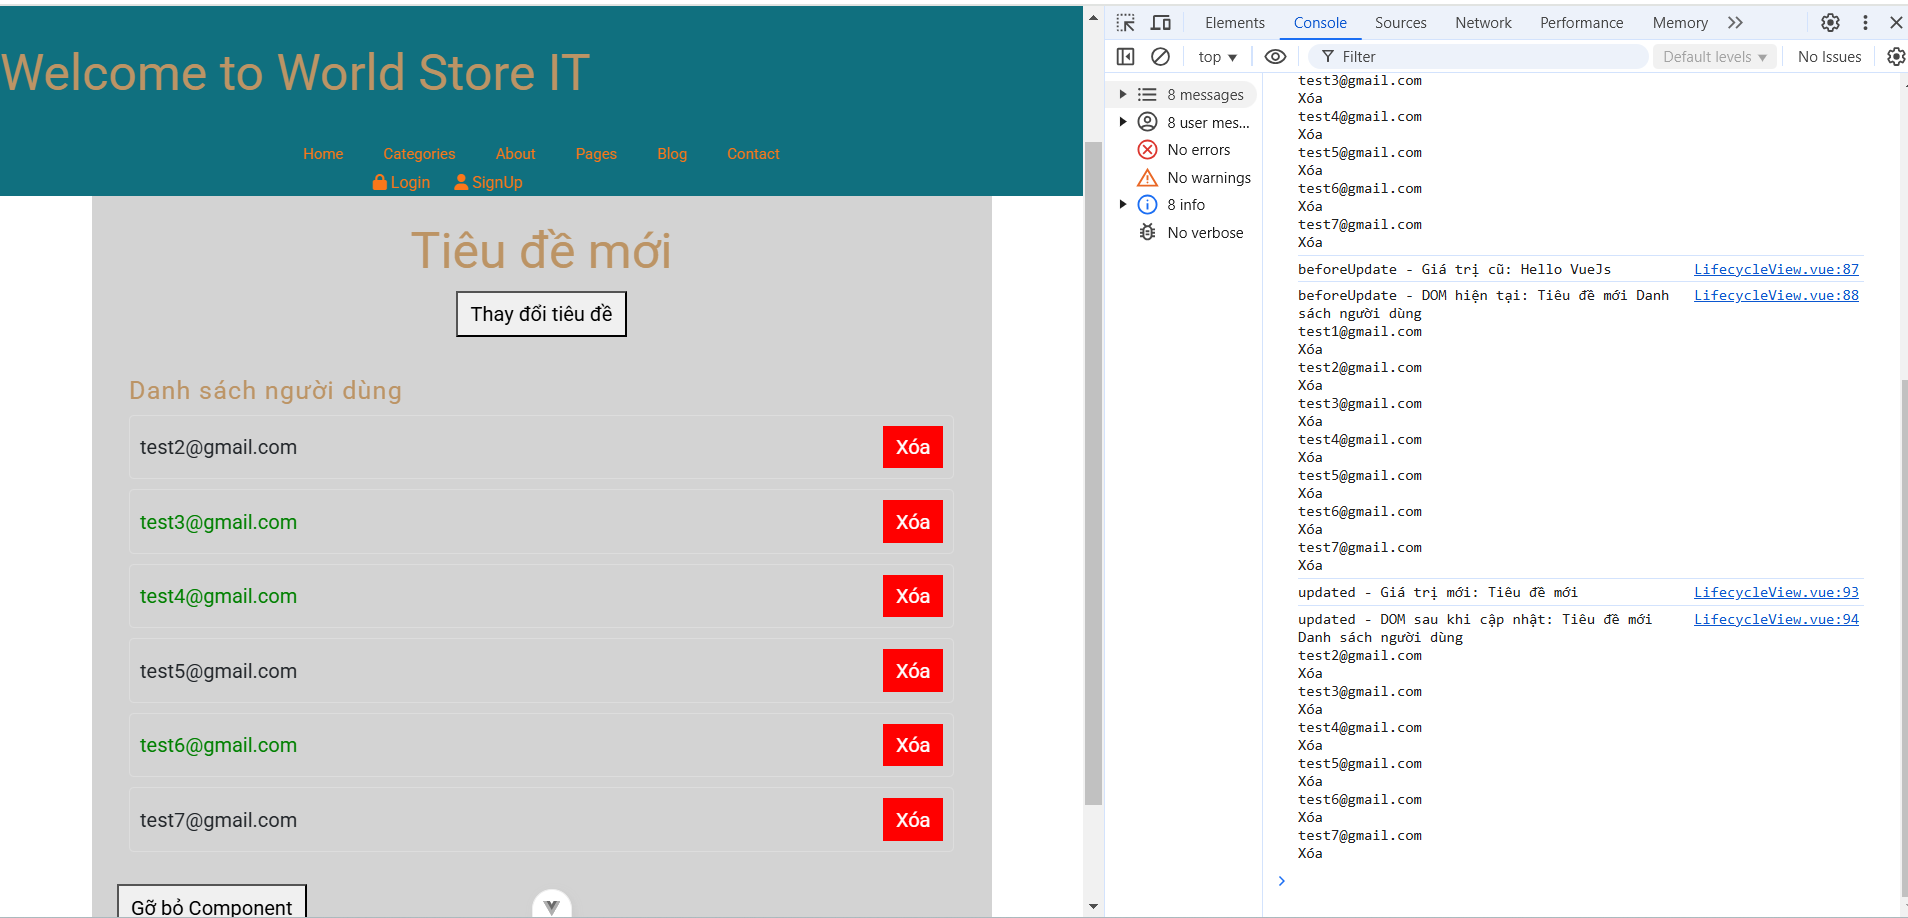 Welcome to World Store IT
Home Categories About Pages Blog Contact
Login SignUp
Tiêu đề mới
Thay đổi tiêu đề
Danh sách người dùng
test2@gmail.com Xóa
test3@gmail.com Xóa
test4@gmail.com Xóa
test5@gmail.com Xóa
test6@gmail.com Xóa
test7@gmail.com Xóa
Gỡ bỏ Component
Elements Console Sources Network Performance Memory
top Filter Default levels No Issues
8 messages
8 user mes...
No errors
No warnings
8 info
No verbose
test3@gmail.com
Xóa
test4@gmail.com
Xóa
test5@gmail.com
Xóa
test6@gmail.com
Xóa
test7@gmail.com
Xóa
beforeUpdate - Giá trị cũ: Hello VueJs LifecycleView.vue:87
beforeUpdate - DOM hiện tại: Tiêu đề mới Danh LifecycleView.vue:88
sách người dùng
test1@gmail.com
Xóa
test2@gmail.com
Xóa
test3@gmail.com
Xóa
test4@gmail.com
Xóa
test5@gmail.com
Xóa
test6@gmail.com
Xóa
test7@gmail.com
Xóa
updated - Giá trị mới: Tiêu đề mới LifecycleView.vue:93
updated - DOM sau khi cập nhật: Tiêu đề mới LifecycleView.vue:94
Danh sách người dùng
test2@gmail.com
Xóa
test3@gmail.com
Xóa
test4@gmail.com
Xóa
test5@gmail.com
Xóa
test6@gmail.com
Xóa
test7@gmail.com
Xóa